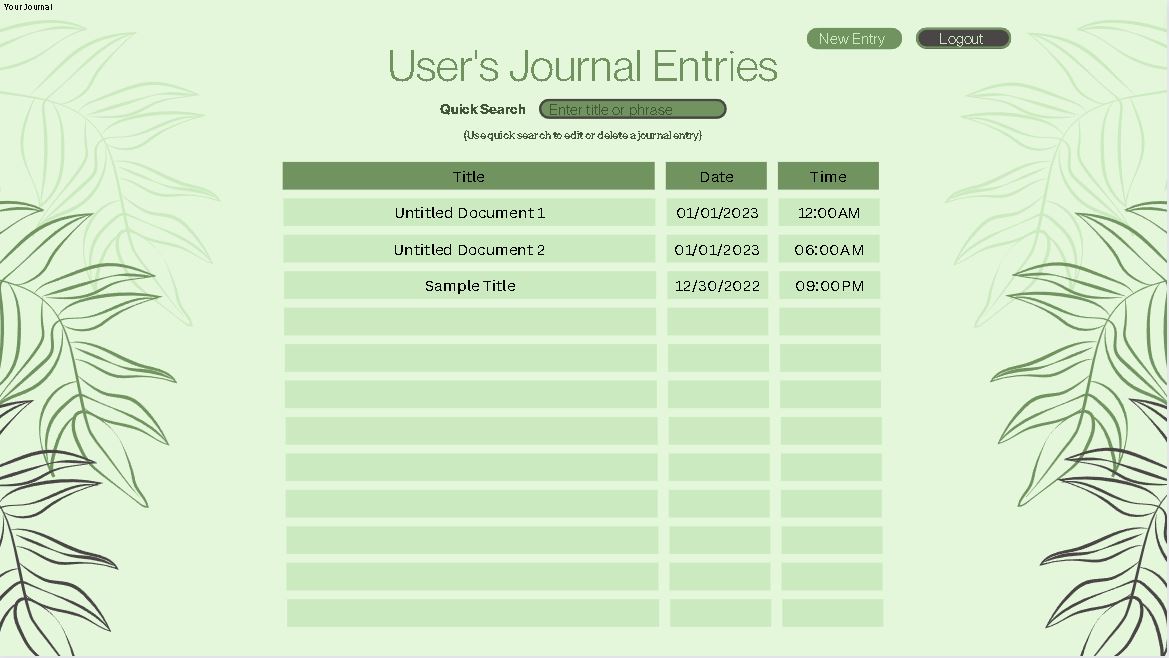 Your Journal
New Entry
Logout
User's Journal Entries
Quick Search Enter title or phrase
(Use quick search to edit or delete a journal entry)
Title Date Time
Untitled Document 1 01/01/2023 12:00AM
Untitled Document 2 01/01/2023 06:00AM
Sample Title 12/30/2022 09:00PM